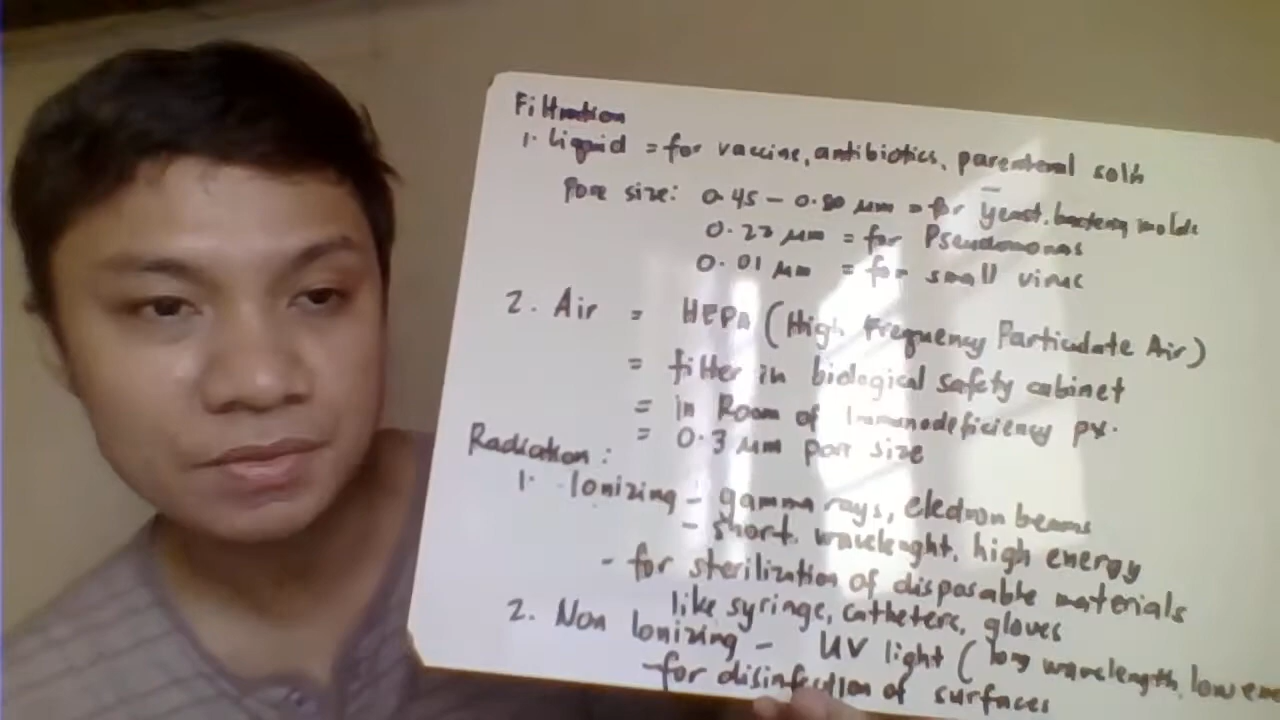 Filtration
1. Liquid = for vaccine, antibiotics, parenteral soln
Pore size: 0.45 - 0.80 μm = for yeast, bacteria, molds
0.22 μm = for Pseudomonas
0.01 μm = for small virus
2. Air = HEPA (High Frequency Particulate Air)
= filter in biological safety cabinet
= in Room of Immunodeficiency px.
= 0.3 μm pore size
Radiation:
1. Ionizing - gamma rays, electron beams
- short wavelenght, high energy
- for sterilization of disposable materials
like syringe, catheters, gloves
2. Non Ionizing - UV light (long wavelength, low
- for disinfection of surfaces